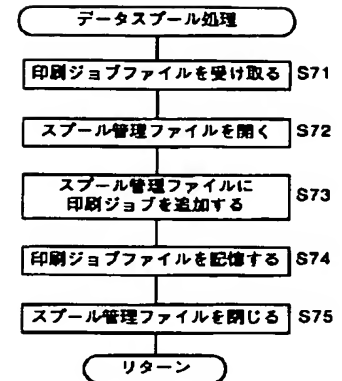 データスプール処理
印刷ジョブファイルを受け取る S71
スプール管理ファイルを開く S72
スプール管理ファイルに
印刷ジョブを追加する S73
印刷ジョブファイルを記憶する S74
スプール管理ファイルを閉じる S75
リターン